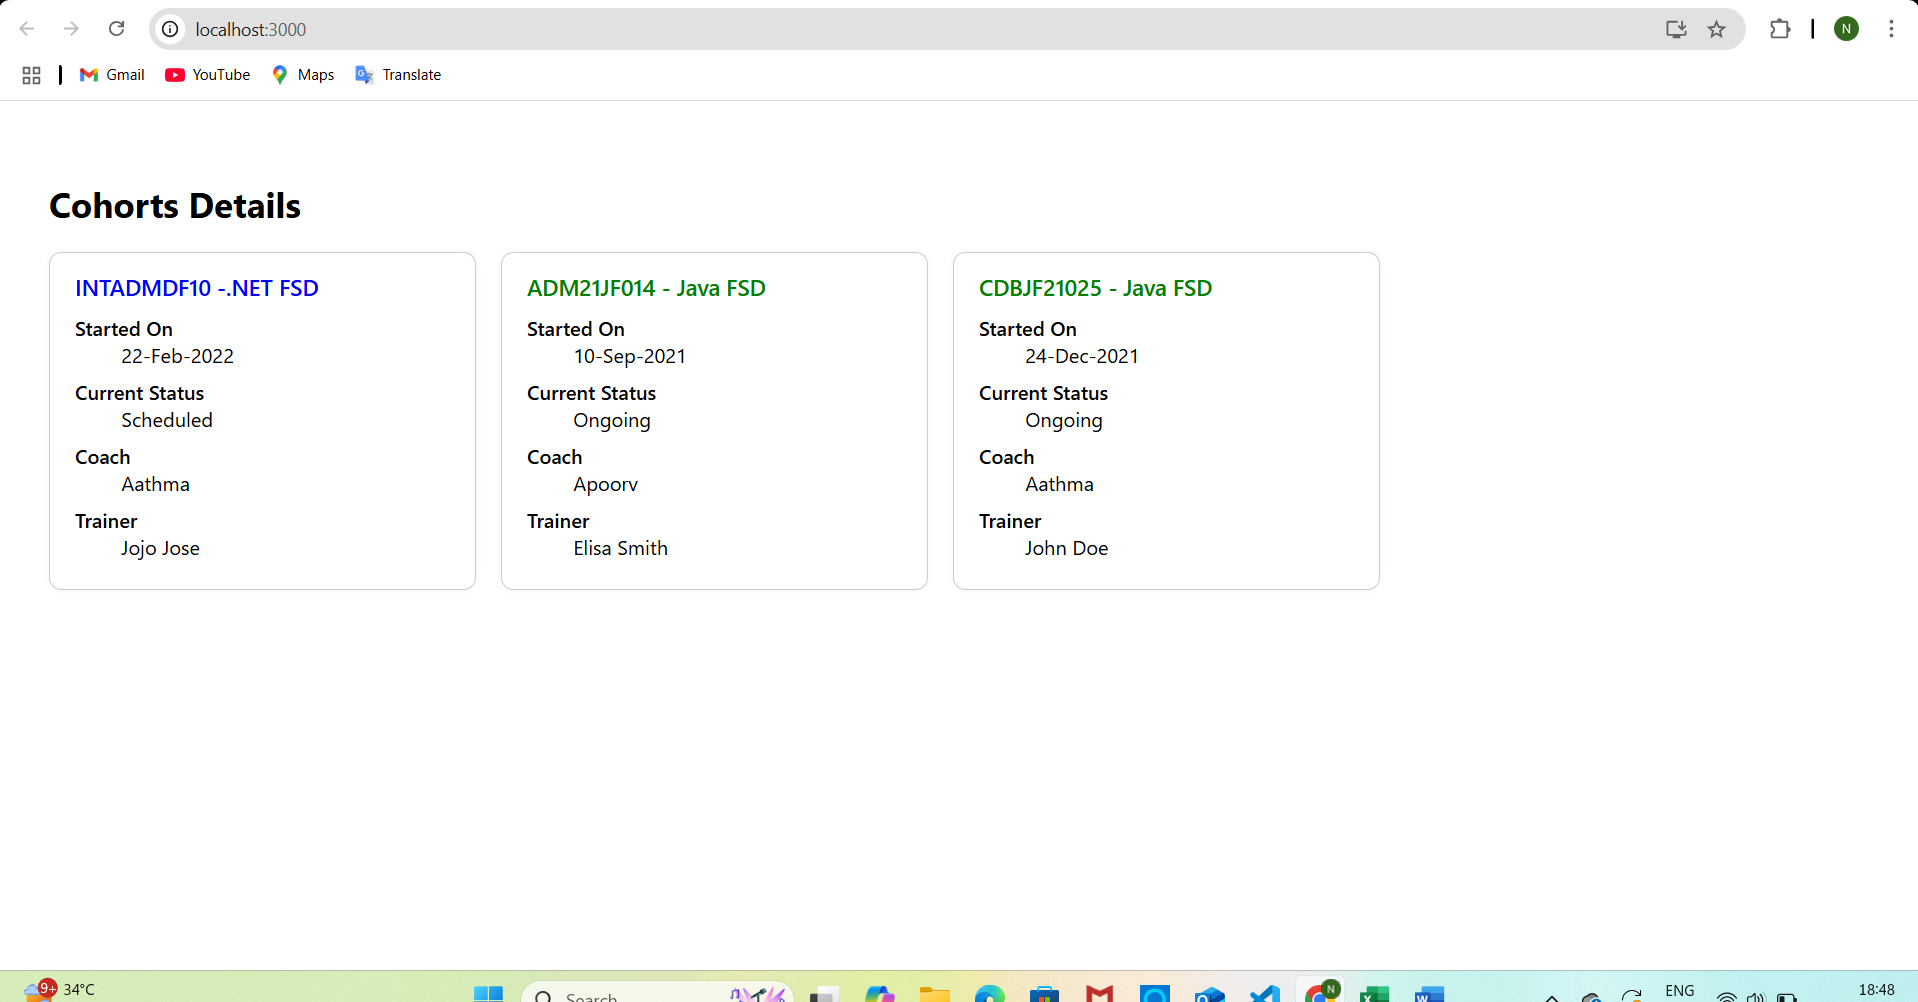 localhost:3000
N
Gmail YouTube Maps Translate
Cohorts Details
INTADMDF10 -.NET FSD
Started On
22-Feb-2022
Current Status
Scheduled
Coach
Aathma
Trainer
Jojo Jose
ADM21JF014 - Java FSD
Started On
10-Sep-2021
Current Status
Ongoing
Coach
Apoorv
Trainer
Elisa Smith
CDBJF21025 - Java FSD
Started On
24-Dec-2021
Current Status
Ongoing
Coach
Aathma
Trainer
John Doe
9+ 34°C
Search
N
ENG
18:48